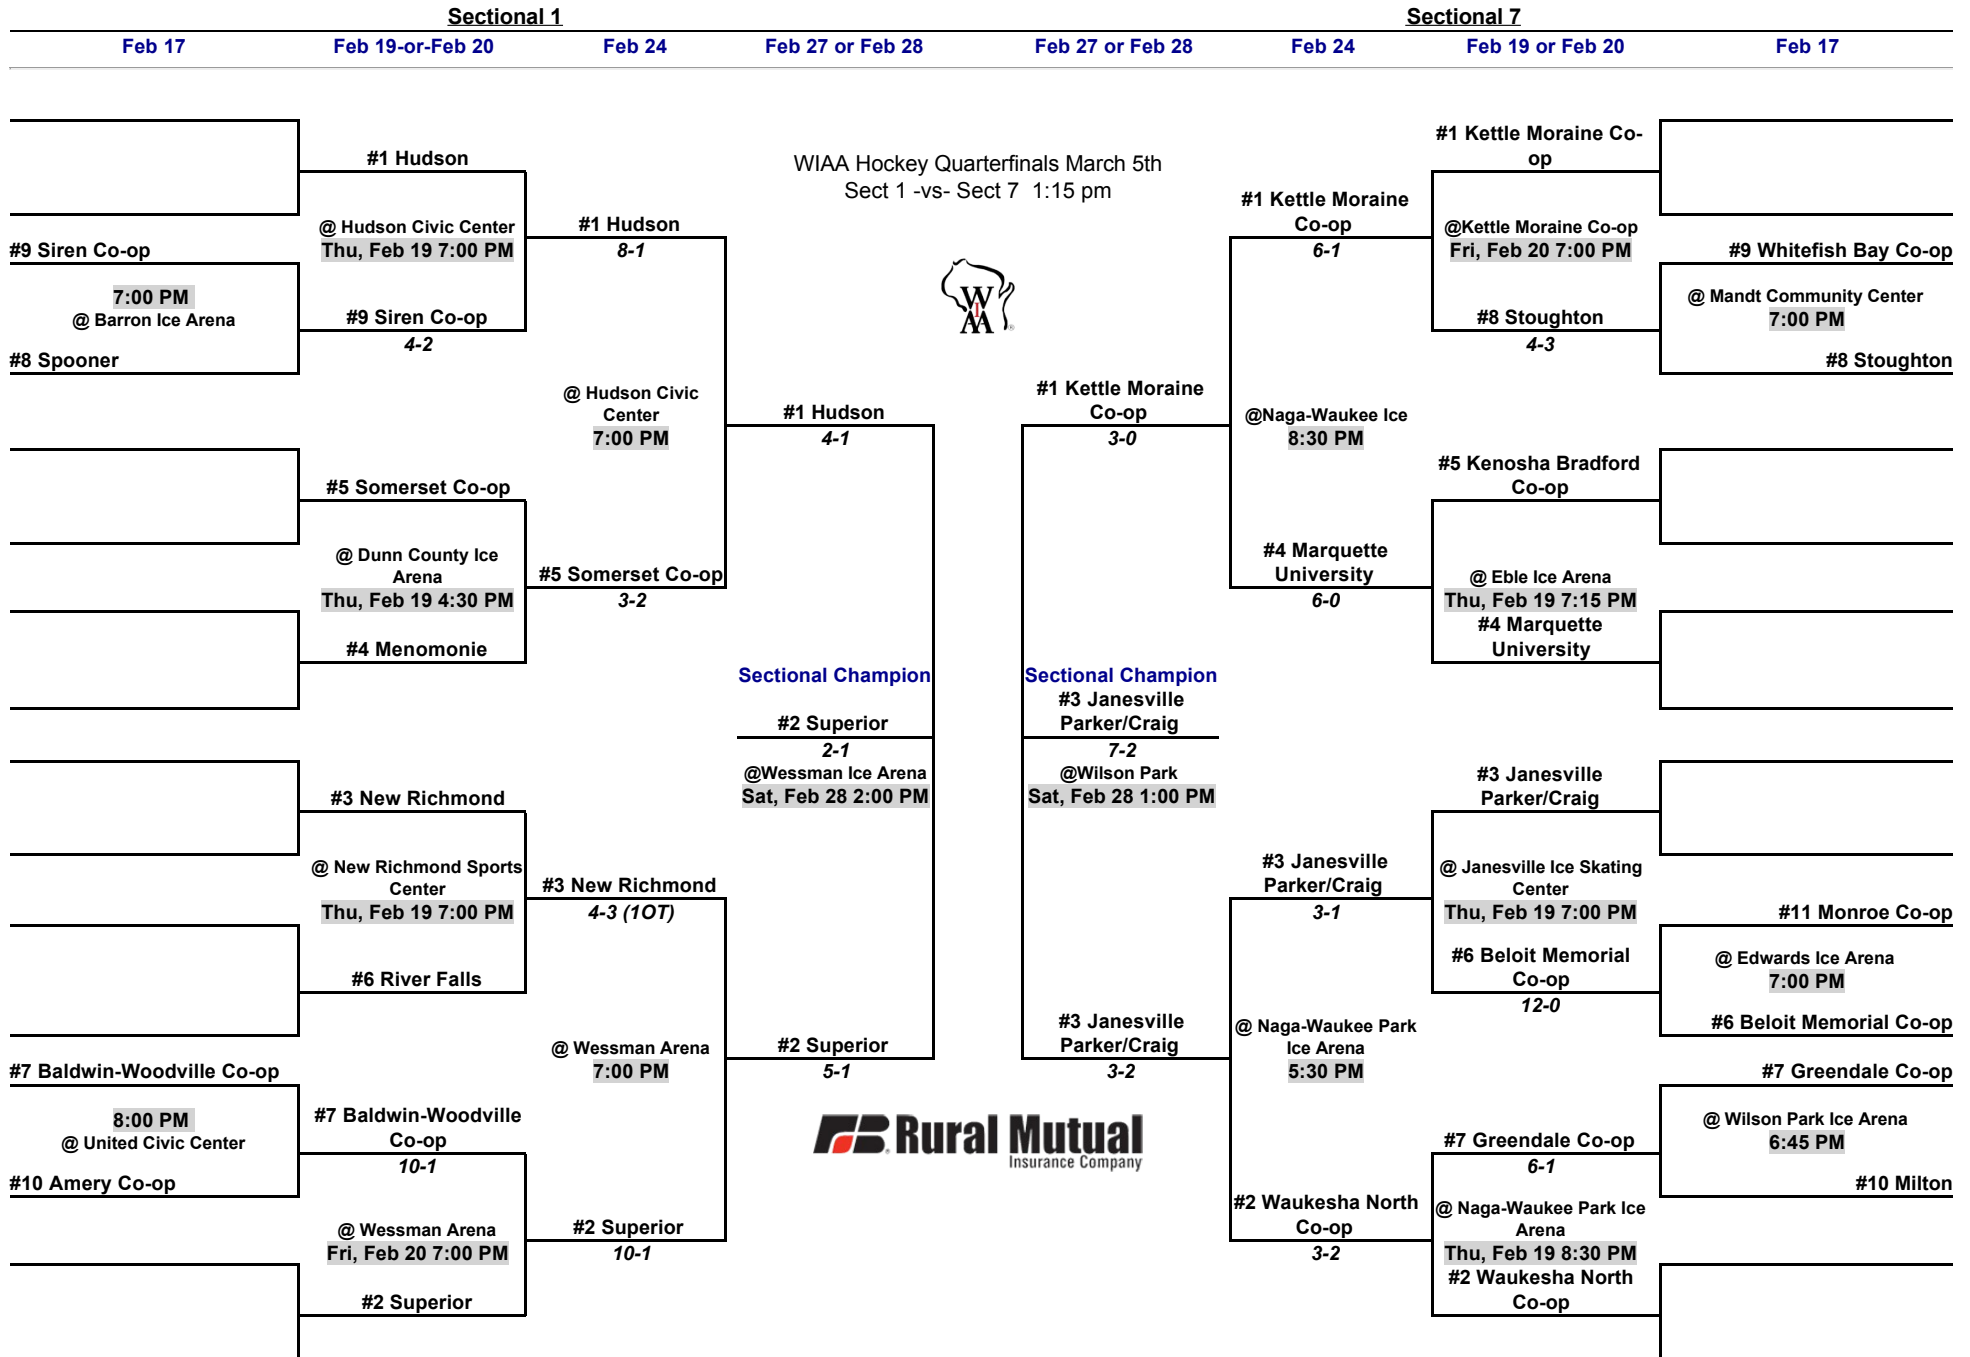 Sectional 1
Sectional 7
Feb 17
Feb 19-or-Feb 20
Feb 24
Feb 27 or Feb 28
Feb 27 or Feb 28
Feb 24
Feb 19 or Feb 20
Feb 17
#9 Siren Co-op
7:00 PM
@ Barron Ice Arena
#8 Spooner
#7 Baldwin-Woodville Co-op
8:00 PM
@ United Civic Center
#10 Amery Co-op
#1 Hudson
@ Hudson Civic Center
Thu, Feb 19 7:00 PM
#9 Siren Co-op
4-2
#5 Somerset Co-op
@ Dunn County Ice
Arena
Thu, Feb 19 4:30 PM
#4 Menomonie
#3 New Richmond
@ New Richmond Sports
Center
Thu, Feb 19 7:00 PM
#6 River Falls
#7 Baldwin-Woodville
Co-op
10-1
@ Wessman Arena
Fri, Feb 20 7:00 PM
#2 Superior
#1 Hudson
8-1
@ Hudson Civic
Center
7:00 PM
#5 Somerset Co-op
3-2
#3 New Richmond
4-3 (1OT)
@ Wessman Arena
7:00 PM
#2 Superior
10-1
WIAA Hockey Quarterfinals March 5th
Sect 1 -vs- Sect 7 1:15 pm
W
I
AA
®
#1 Hudson
4-1
Sectional Champion
#2 Superior
2-1
@Wessman Ice Arena
Sat, Feb 28 2:00 PM
#2 Superior
5-1
FB Rural Mutual
Insurance Company
#1 Kettle Moraine
Co-op
3-0
Sectional Champion
#3 Janesville
Parker/Craig
7-2
@Wilson Park
Sat, Feb 28 1:00 PM
#3 Janesville
Parker/Craig
3-2
#1 Kettle Moraine
Co-op
6-1
@Naga-Waukee Ice
8:30 PM
#4 Marquette
University
6-0
#3 Janesville
Parker/Craig
3-1
@ Naga-Waukee Park
Ice Arena
5:30 PM
#2 Waukesha North
Co-op
3-2
#1 Kettle Moraine Co-
op
@Kettle Moraine Co-op
Fri, Feb 20 7:00 PM
#8 Stoughton
4-3
#5 Kenosha Bradford
Co-op
@ Eble Ice Arena
Thu, Feb 19 7:15 PM
#4 Marquette
University
#3 Janesville
Parker/Craig
@ Janesville Ice Skating
Center
Thu, Feb 19 7:00 PM
#6 Beloit Memorial
Co-op
12-0
#7 Greendale Co-op
6-1
@ Naga-Waukee Park Ice
Arena
Thu, Feb 19 8:30 PM
#2 Waukesha North
Co-op
#9 Whitefish Bay Co-op
@ Mandt Community Center
7:00 PM
#8 Stoughton
#11 Monroe Co-op
@ Edwards Ice Arena
7:00 PM
#6 Beloit Memorial Co-op
#7 Greendale Co-op
@ Wilson Park Ice Arena
6:45 PM
#10 Milton